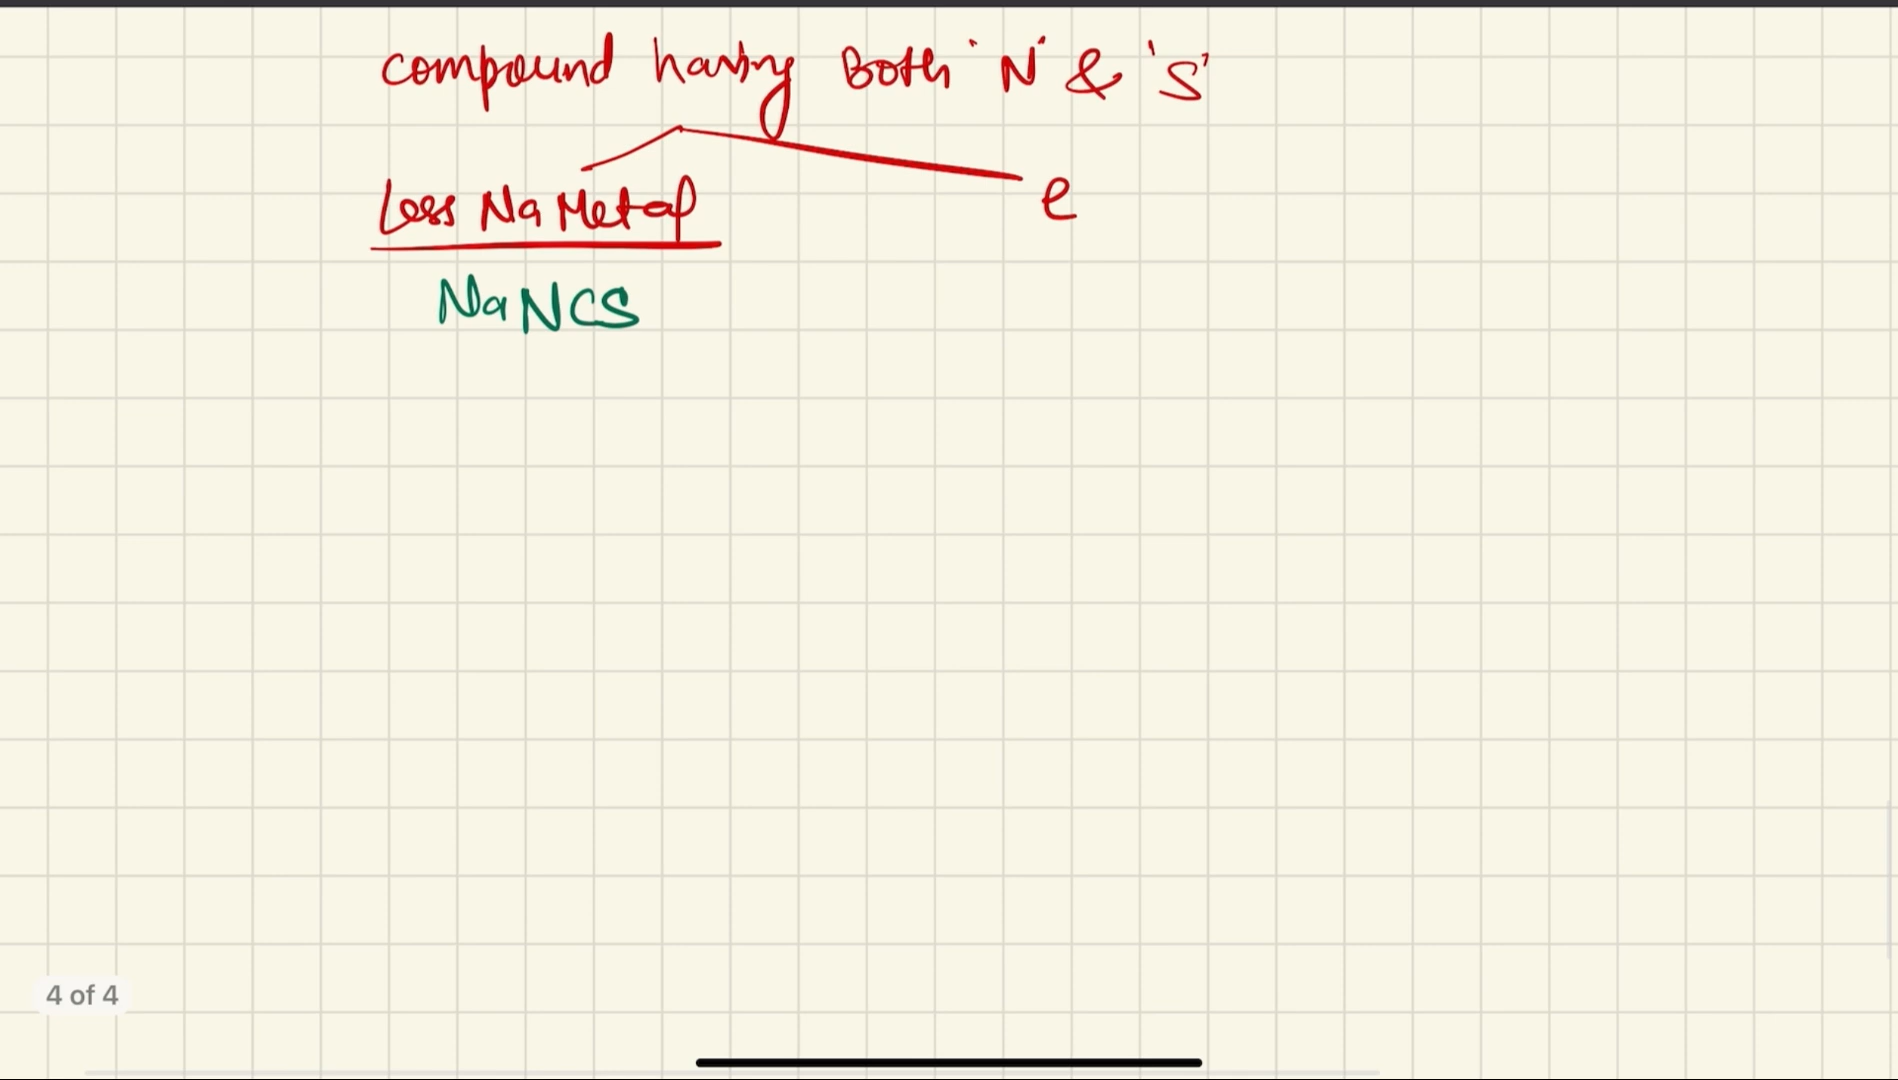 compound having Both 'N' & 'S'
Less Na Metal
e
NaNCS
4 of 4